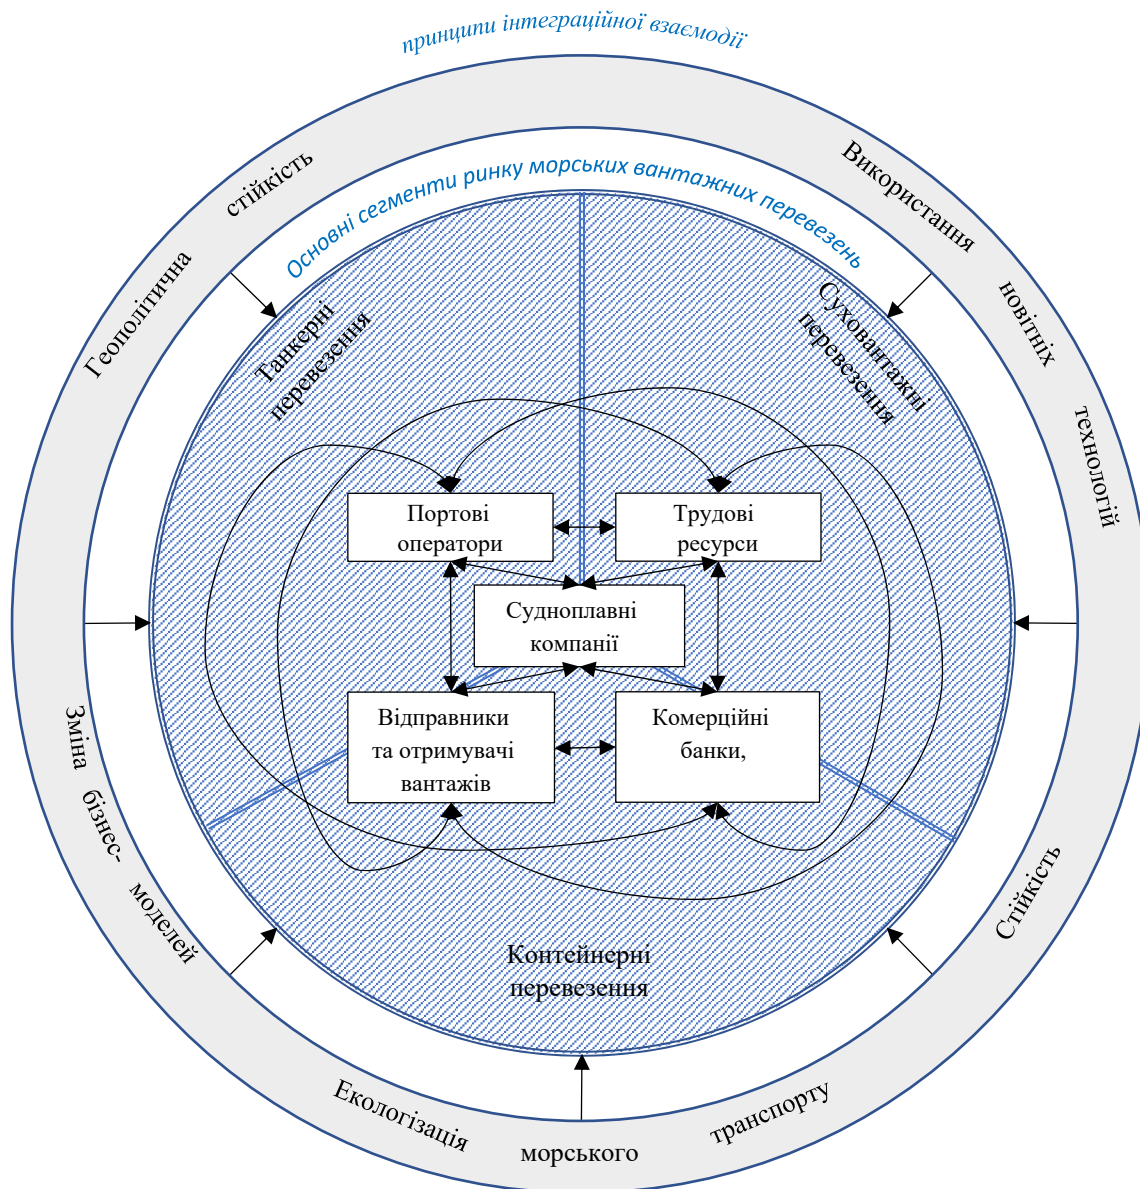 принципи інтеграційної взаємодії
Геополітична стійкість
Використання новітніх технологій
Основні сегменти ринку морських вантажних перевезень
Танкерні
перевезення
Суховантажні
перевезення
Портові
оператори
Трудові
ресурси
Судноплавні
компанії
Відправники
та отримувачі
вантажів
Комерційні
банки,
Контейнерні
перевезення
Зміна бізнес-моделей
Стійкість
Екологізація морського транспорту